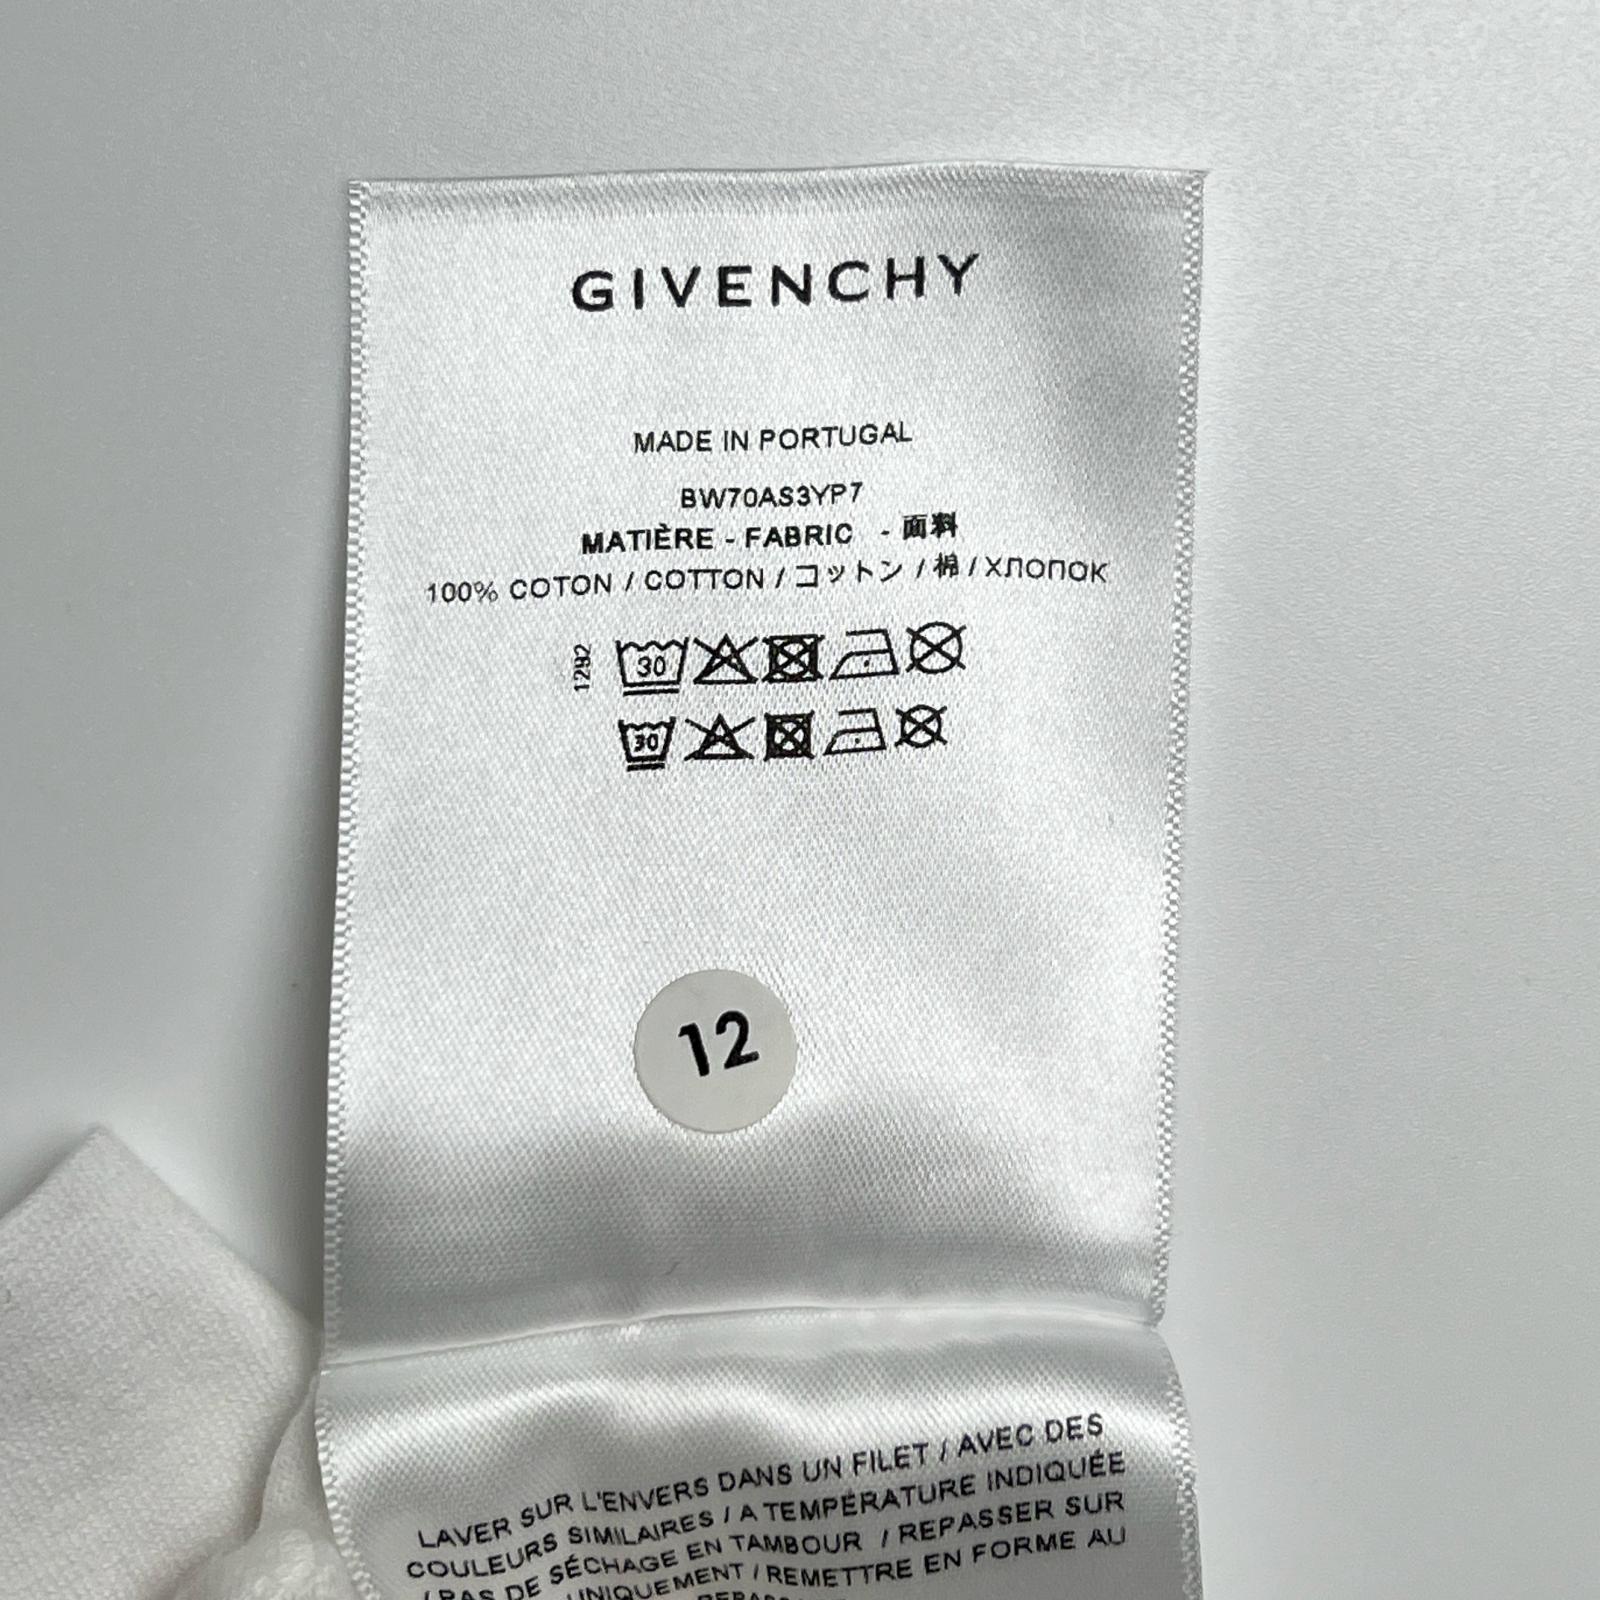 GIVENCHY
MADE IN PORTUGAL
BW70AS3YP7
MATIÈRE - FABRIC - 面料
100% COTON / COTTON / コットン / 棉 / ХЛОПОК
1292
30
30
12
LAVER SUR L'ENVERS DANS UN FILET / AVEC DES
COULEURS SIMILAIRES / A TEMPÉRATURE INDIQUÉE
/ PAS DE SÉCHAGE EN TAMBOUR / REPASSER SUR
UNIQUEMENT / REMETTRE EN FORME AU